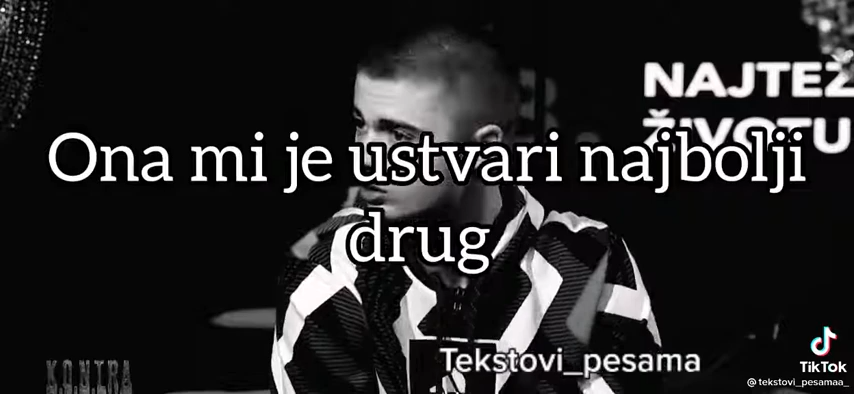 NAJTEŽ
ŽIVOTU
Ona mi je ustvari najbolji
drug
Tekstovi_pesama
TikTok
@tekstovi_pesamaa_